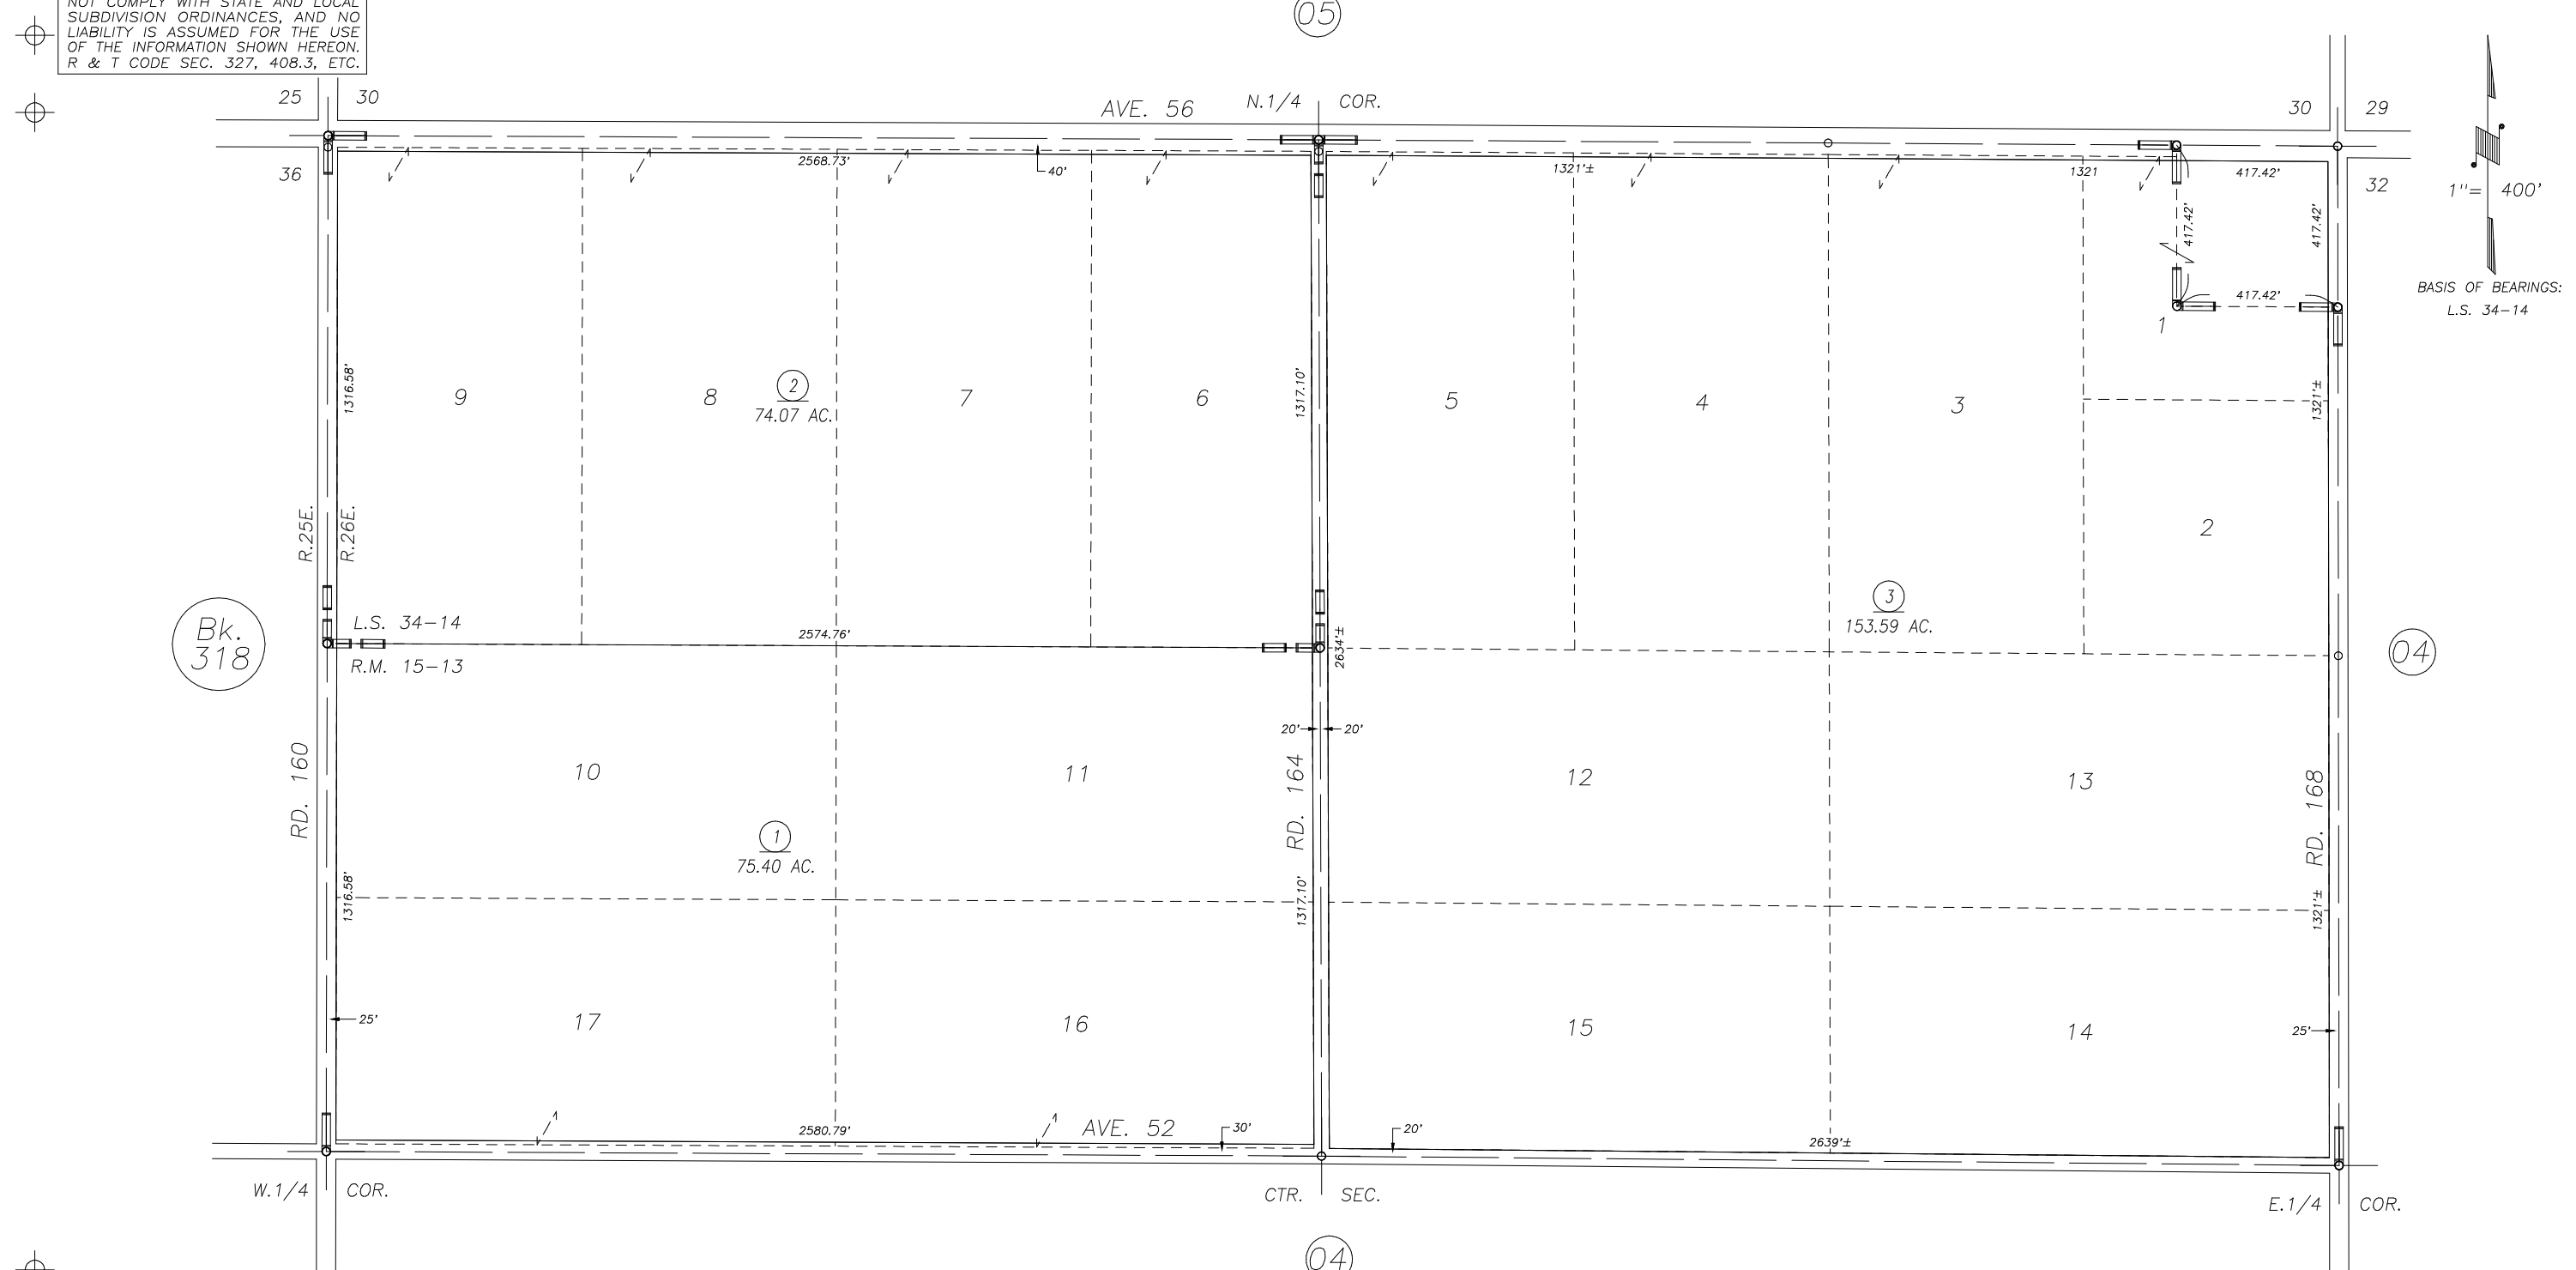 NOT COMPLY WITH STATE AND LOCAL
SUBDIVISION ORDINANCES, AND NO
LIABILITY IS ASSUMED FOR THE USE
OF THE INFORMATION SHOWN HEREON.
R & T CODE SEC. 327, 408.3, ETC.
05
25 30
AVE. 56
N.1/4 COR.
30 29
36
2568.73'
40'
1321'±
1321
417.42'
32
1"= 400'
417.42'
417.42'
417.42'
BASIS OF BEARINGS:
L.S. 34-14
1
1316.58'
9
8
2
74.07 AC.
7
6
1317.10'
5
4
3
1321'±
R.25E.
R.26E.
2
3
153.59 AC.
Bk.
318
L.S. 34-14
2574.76'
R.M. 15-13
2634'±
04
20' 20'
RD. 160
10
11
RD. 164
12
13
RD. 168
1
75.40 AC.
1316.58'
1317.10'
1321'±
25'
17
16
15
14
25'
2580.79'
AVE. 52
30'
20'
2639'±
W.1/4 COR.
CTR. SEC.
E.1/4 COR.
04